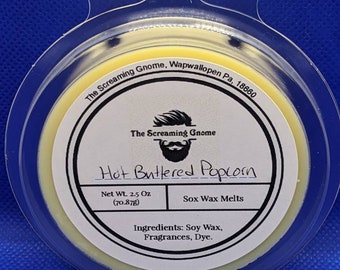 The Screaming Gnome, Wapwallopen Pa. 18660
The Screaming Gnome
Hot Buttered Popcorn
Net Wt. 2.5 Oz
(70.87g)
Sox Wax Melts
Ingredients: Soy Wax,
Fragrances, Dye.